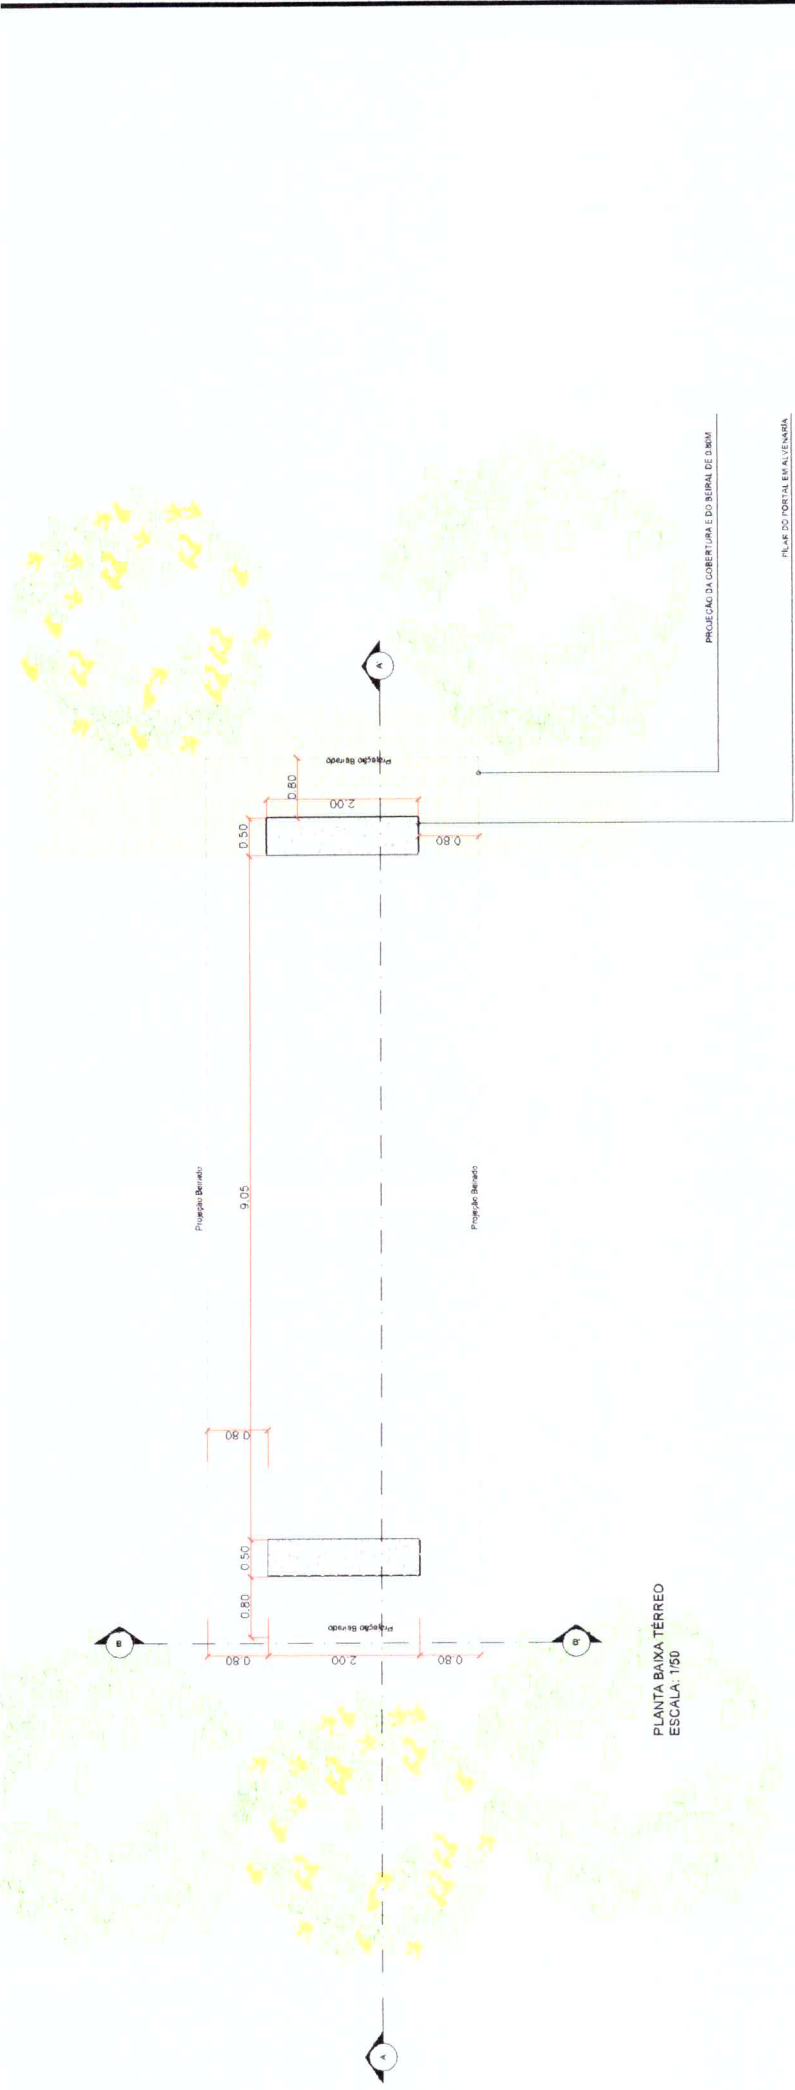 PROJEÇÃO DA COBERTURA E DO BEIRAL DE 0.80M
PILAR DO PORTAL EM ALVENARIA
A'
Projeção Beirado
0.80
2.00
0.50
0.80
Projeção Beirado
9.05
Projeção Beirado
0.80
0.50
0.80
Projeção Beirado
B
0.80
2.00
0.80
B'
PLANTA BAIXA TÉRREO
ESCALA: 1/50
A